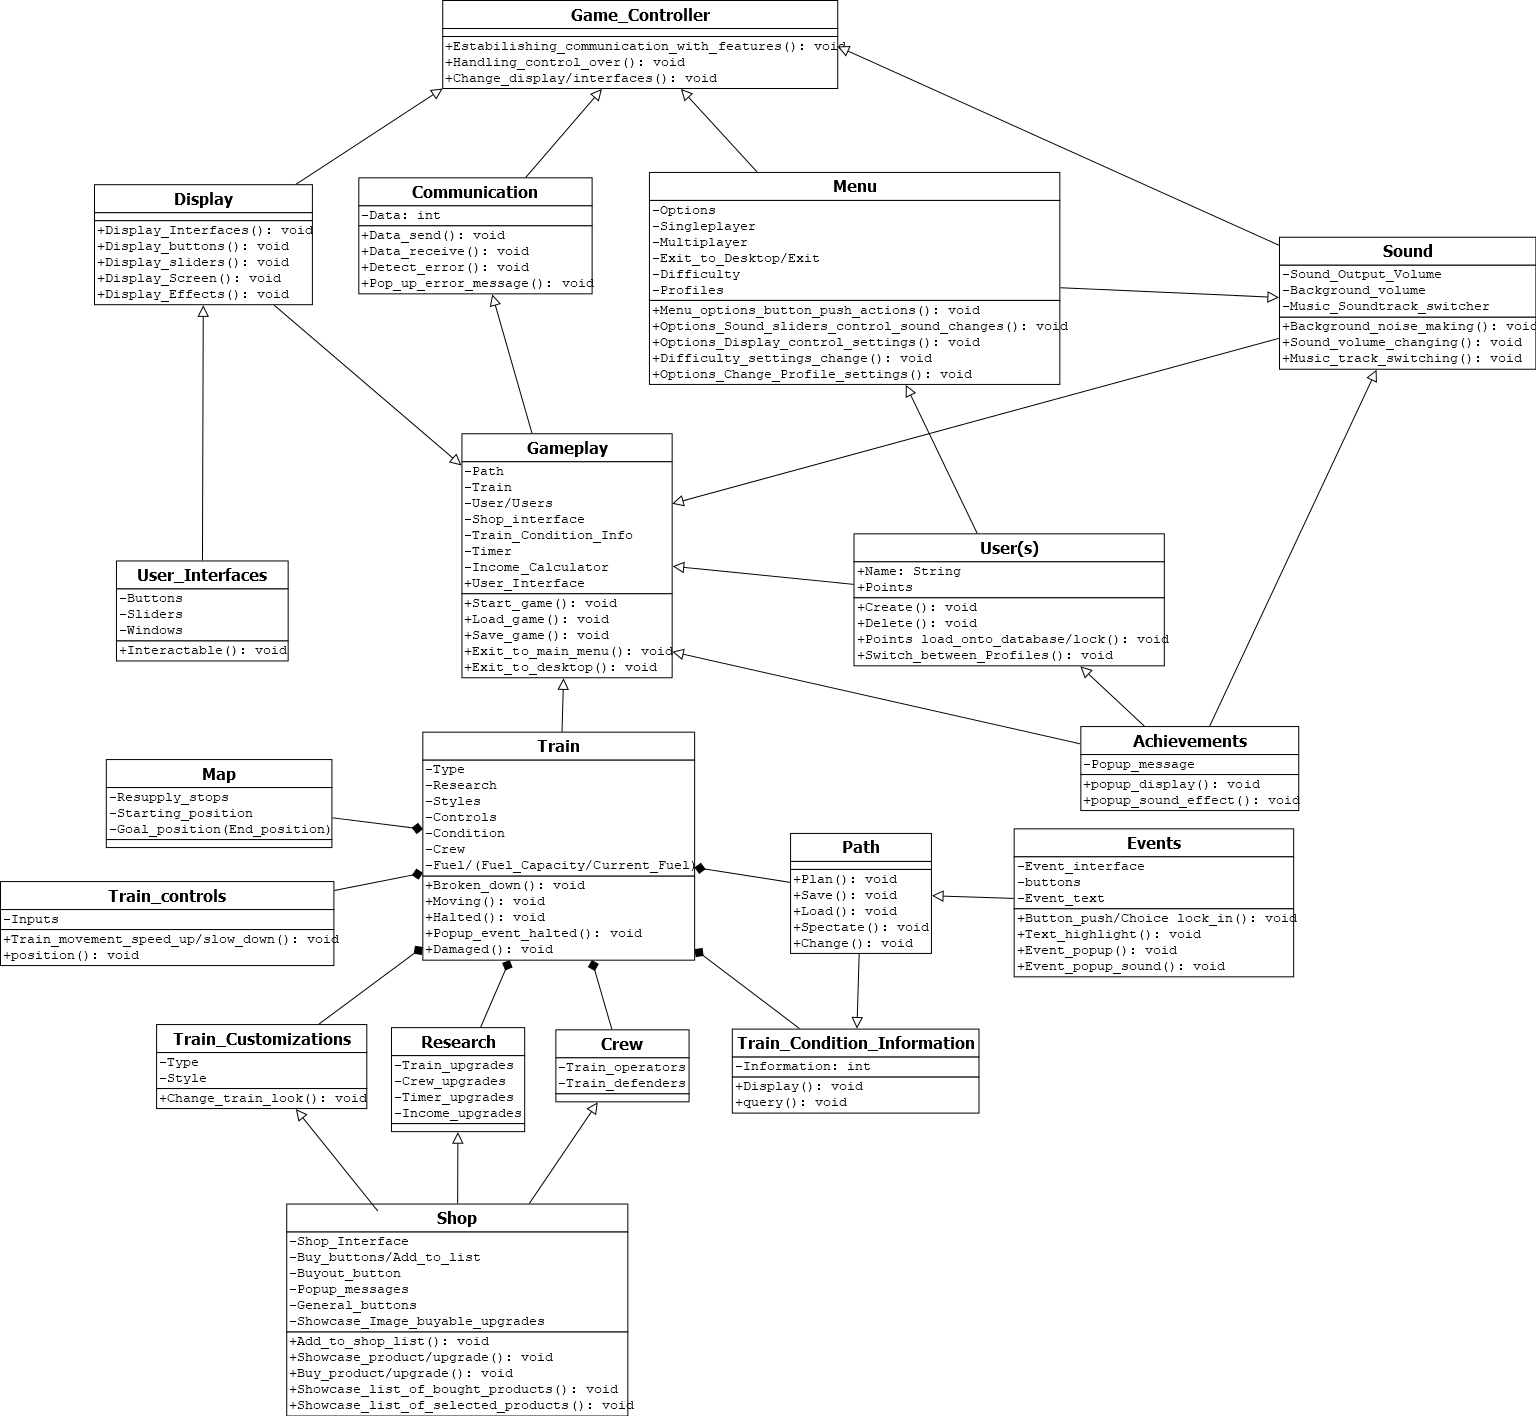 Game_Controller
+Estabilishing_communication_with_features(): void
+Handling_control_over(): void
+Change_display/interfaces(): void
Display
+Display_Interfaces(): void
+Display_buttons(): void
+Display_sliders(): void
+Display_Screen(): void
+Display_Effects(): void
Communication
-Data: int
+Data_send(): void
+Data_receive(): void
+Detect_error(): void
+Pop_up_error_message(): void
Menu
-Options
-Singleplayer
-Multiplayer
-Exit_to_Desktop/Exit
-Difficulty
-Profiles
+Menu_options_button_push_actions(): void
+Options_Sound_sliders_control_sound_changes(): void
+Options_Display_control_settings(): void
+Difficulty_settings_change(): void
+Options_Change_Profile_settings(): void
Sound
-Sound_Output_Volume
-Background_volume
-Music_Soundtrack_switcher
+Background_noise_making(): void
+Sound_volume_changing(): void
+Music_track_switching(): void
Gameplay
-Path
-Train
-User/Users
-Shop_interface
-Train_Condition_Info
-Timer
-Income_Calculator
+User_Interface
+Start_game(): void
+Load_game(): void
+Save_game(): void
+Exit_to_main_menu(): void
+Exit_to_desktop(): void
User_Interfaces
-Buttons
-Sliders
-Windows
+Interactable(): void
User(s)
+Name: String
+Points
+Create(): void
+Delete(): void
+Points load_onto_database/lock(): void
+Switch_between_Profiles(): void
Achievements
-Popup_message
+popup_display(): void
+popup_sound_effect(): void
Train
-Type
-Research
-Styles
-Controls
-Condition
-Crew
-Fuel/(Fuel_Capacity/Current_Fuel)
+Broken_down(): void
+Moving(): void
+Halted(): void
+Popup_event_halted(): void
+Damaged(): void
Map
-Resupply_stops
-Starting_position
-Goal_position(End_position)
Train_controls
-Inputs
+Train_movement_speed_up/slow_down(): void
+position(): void
Path
+Plan(): void
+Save(): void
+Load(): void
+Spectate(): void
+Change(): void
Events
-Event_interface
-buttons
-Event_text
+Button_push/Choice lock_in(): void
+Text_highlight(): void
+Event_popup(): void
+Event_popup_sound(): void
Train_Customizations
-Type
-Style
+Change_train_look(): void
Research
-Train_upgrades
-Crew_upgrades
-Timer_upgrades
-Income_upgrades
Crew
-Train_operators
-Train_defenders
Train_Condition_Information
-Information: int
+Display(): void
+query(): void
Shop
-Shop_Interface
-Buy_buttons/Add_to_list
-Buyout_button
-Popup_messages
-General_buttons
-Showcase_Image_buyable_upgrades
+Add_to_shop_list(): void
+Showcase_product/upgrade(): void
+Buy_product/upgrade(): void
+Showcase_list_of_bought_products(): void
+Showcase_list_of_selected_products(): void